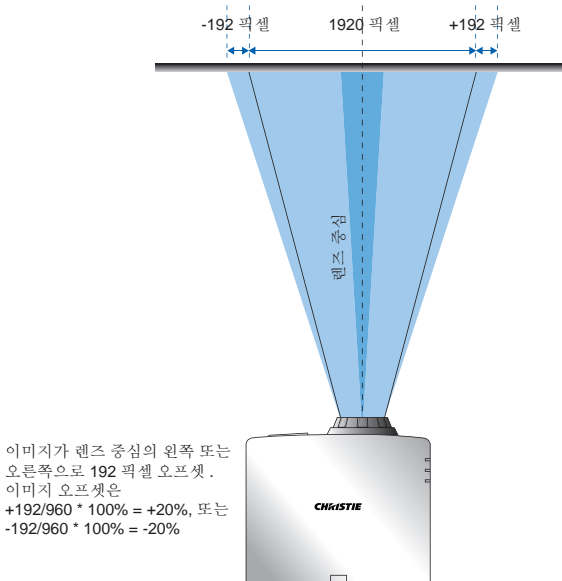 -192 픽셀 1920 픽셀 +192 픽셀
렌즈 중심
이미지가 렌즈 중심의 왼쪽 또는
오른쪽으로 192 픽셀 오프셋 .
이미지 오프셋은
+192/960 * 100% = +20%, 또는
-192/960 * 100% = -20%
CHRISTIE